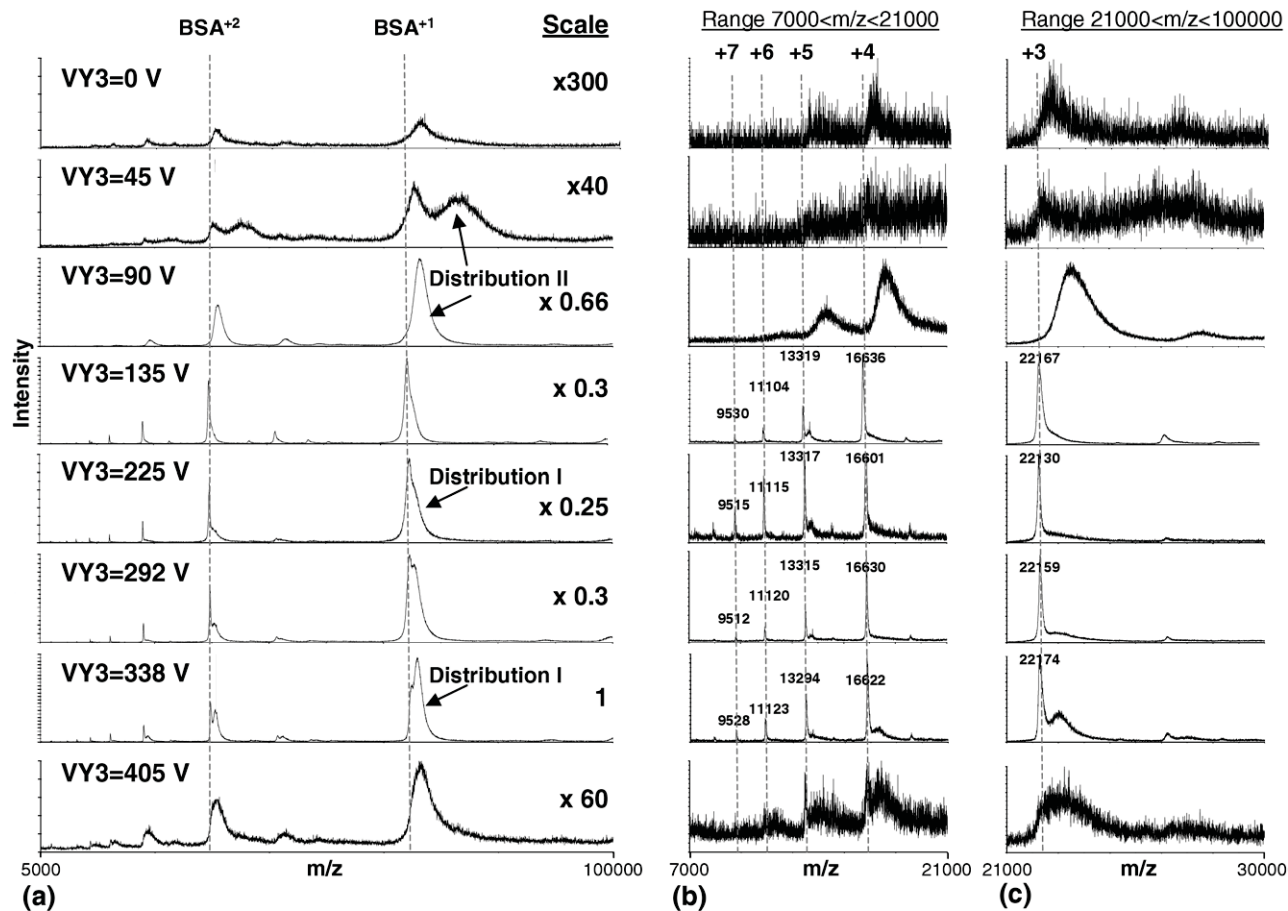 BSA+2 BSA+1 Scale
Range 7000<m/z<21000
Range 21000<m/z<100000
+7 +6 +5 +4
+3
VY3=0 V
x300
VY3=45 V
x40
Distribution II
VY3=90 V
x 0.66
Intensity
VY3=135 V
x 0.3
9530 11104 13319 16636
22167
VY3=225 V
Distribution I
x 0.25
9515 11115 13317 16601
22130
VY3=292 V
x 0.3
9512 11120 13315 16630
22159
VY3=338 V
Distribution I
1
9528 11123 13294 16622
22174
VY3=405 V
x 60
5000 m/z 100000
7000 m/z 21000
21000 m/z 30000
(a) (b) (c)